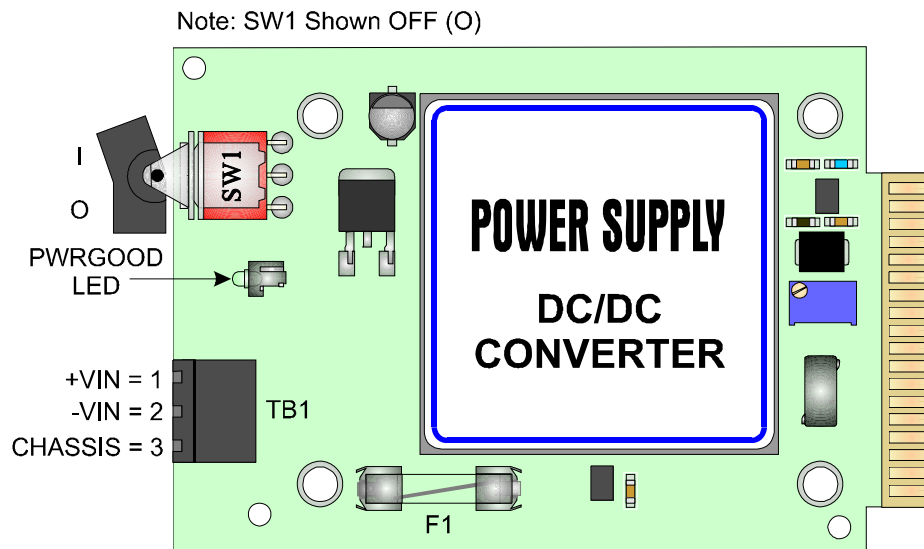 Note: SW1 Shown OFF (O)
I
O
SW1
PWRGOOD
LED
POWER SUPPLY
DC/DC
CONVERTER
+VIN = 1
-VIN = 2
CHASSIS = 3
TB1
F1